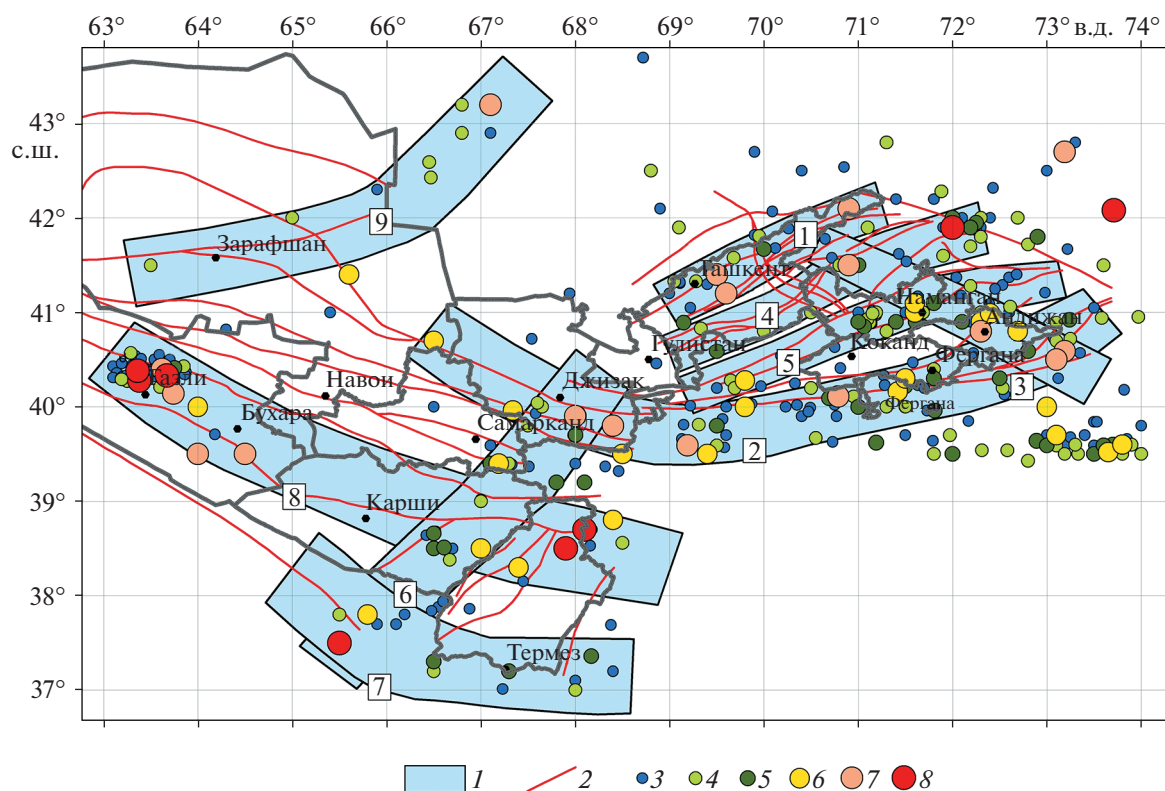 63° 64° 65° 66° 67° 68° 69° 70° 71° 72° 73° в.д. 74°
43°
с.ш.
42°
41°
40°
39°
38°
37°
9
Зарафшан
1
Ташкент
Наманган
4
Андижан
Гулистан
Коканд
5
Фергана
Газли
Навои
Джизак
3
Фергана
Бухара
Самарканд
2
8
Карши
6
Термез
7
1 2 3 4 5 6 7 8